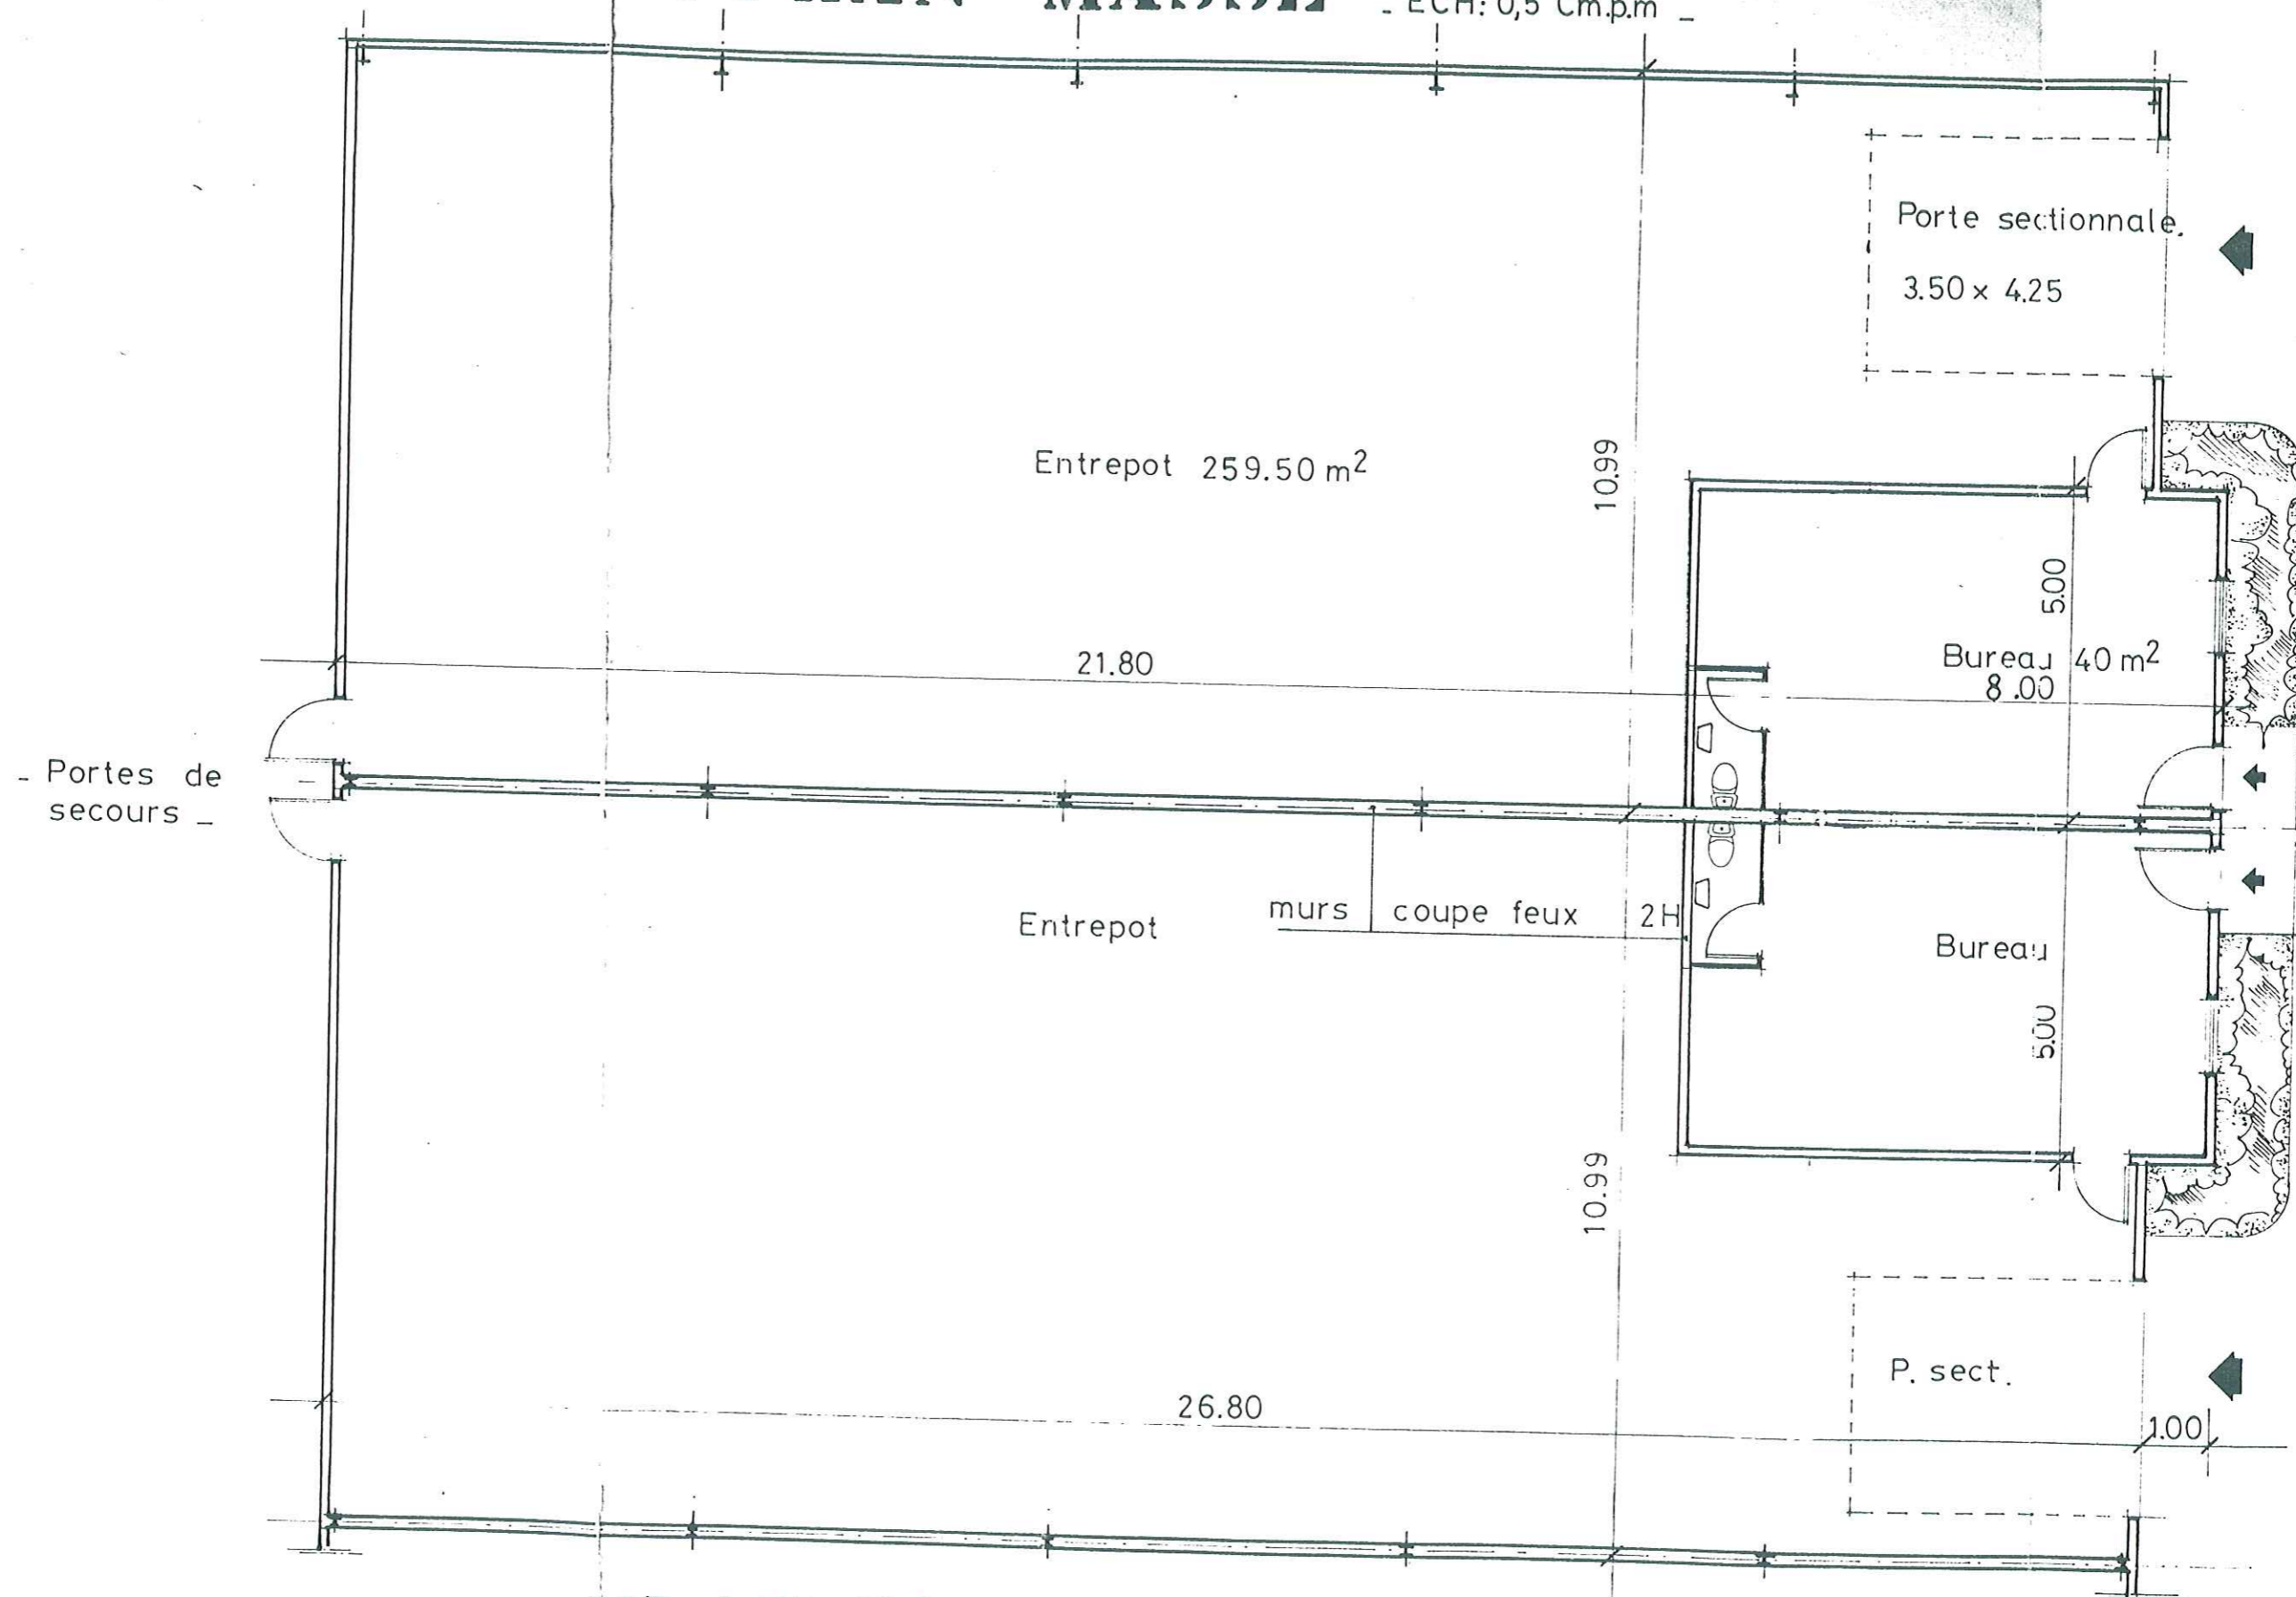 - ECH: 0,5 Cm.p.m -
Porte sectionnale.
3.50 x 4.25
Entrepot 259.50 m²
10.99
5.00
21.80
Bureau 40 m²
8.00
- Portes de
secours -
murs coupe feux 2H
Entrepot
Bureau
5.00
10.99
P. sect.
26.80
1.00